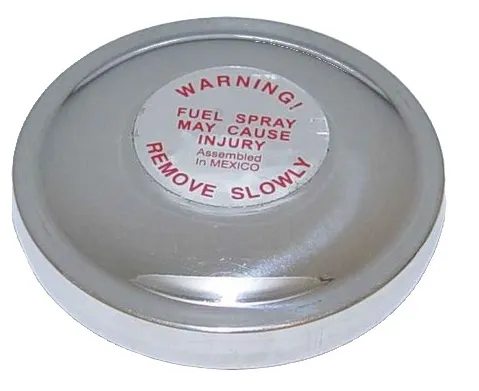 WARNING!
FUEL SPRAY
MAY CAUSE
INJURY
Assembled
In MEXICO
REMOVE SLOWLY